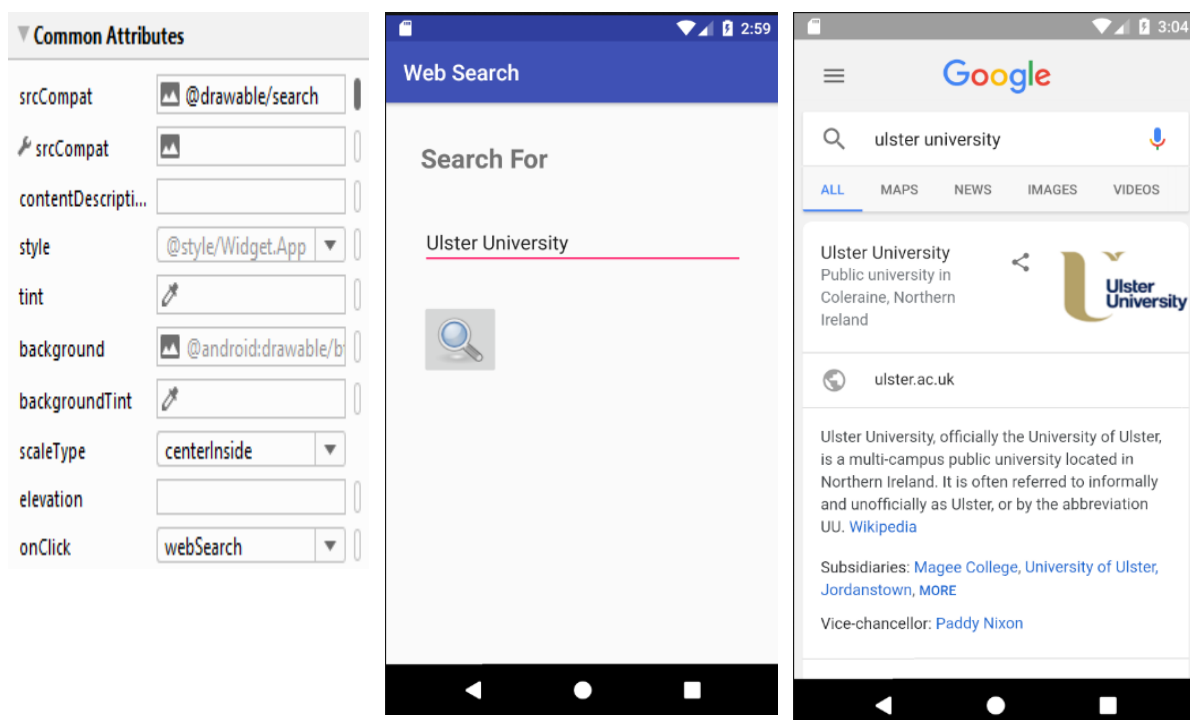 Common Attributes
srcCompat
@drawable/search
srcCompat
contentDescripti...
style
@style/Widget.App
tint
background
@android:drawable/b
backgroundTint
scaleType
centerInside
elevation
onClick
webSearch
2:59
Web Search
Search For
Ulster University
3:04
Google
ulster university
ALL MAPS NEWS IMAGES VIDEOS
Ulster University
Public university in
Coleraine, Northern
Ireland
Ulster
University
ulster.ac.uk
Ulster University, officially the University of Ulster,
is a multi-campus public university located in
Northern Ireland. It is often referred to informally
and unofficially as Ulster, or by the abbreviation
UU. Wikipedia
Subsidiaries: Magee College, University of Ulster,
Jordanstown, MORE
Vice-chancellor: Paddy Nixon